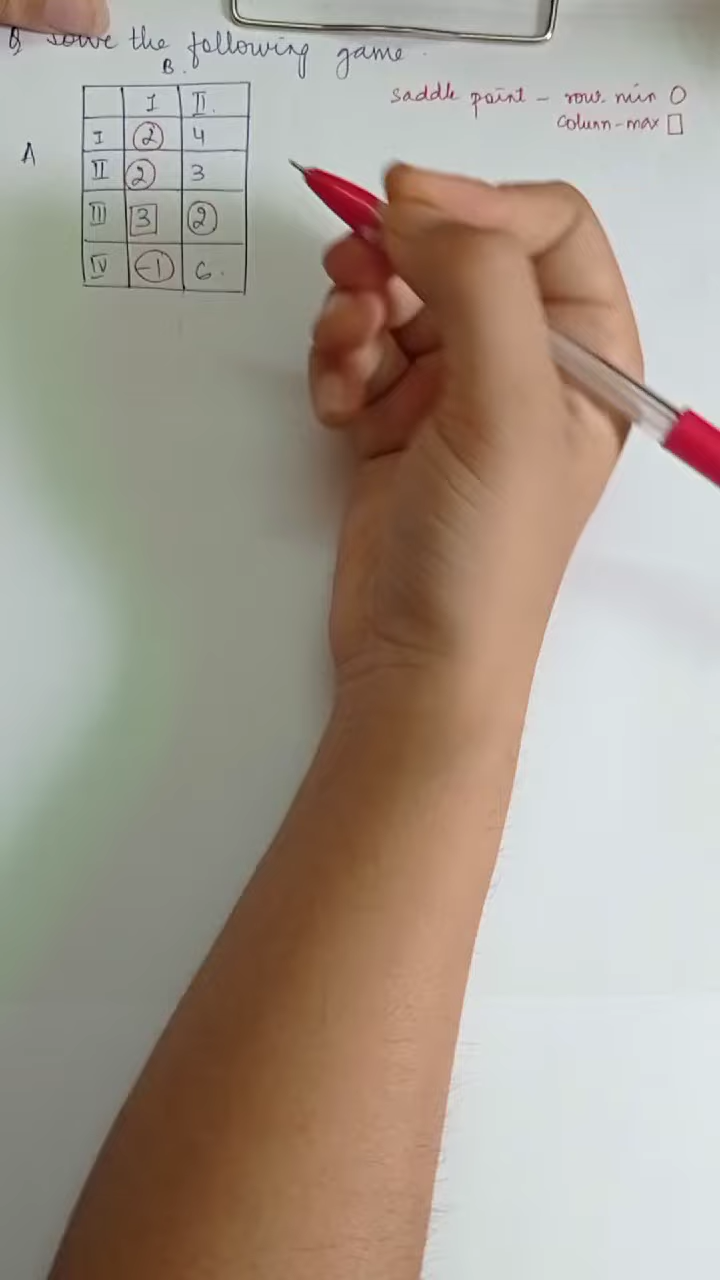 Q solve the following game.
B.
saddle point - row min O
column-max □
I II.
A
I 2 4
II 2 3
III 3 2
IV -1 6.